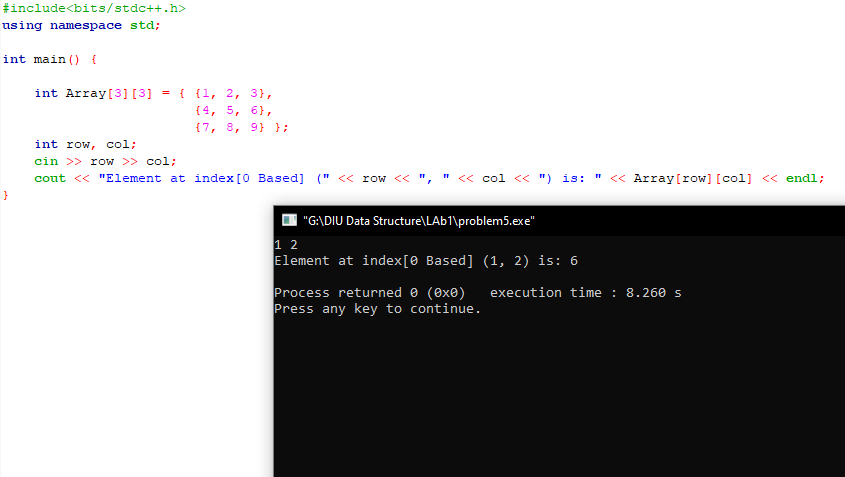 #include<bits/stdc++.h>
using namespace std;
int main() {
int Array[3][3] = { {1, 2, 3},
{4, 5, 6},
{7, 8, 9} };
int row, col;
cin >> row >> col;
cout << "Element at index[0 Based] (" << row << ", " << col << ") is: " << Array[row][col] << endl;
}
"G:\DIU Data Structure\LAb1\problem5.exe"
1 2
Element at index[0 Based] (1, 2) is: 6
Process returned 0 (0x0)   execution time : 8.260 s
Press any key to continue.